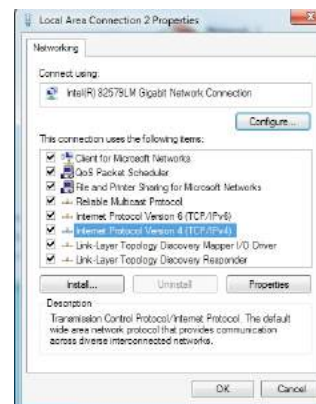 Local Area Connection 2 Properties
Networking
Connect using:
Intel(R) 82579LM Gigabit Network Connection
Configure...
This connection uses the following items:
Client for Microsoft Networks
QoS Packet Scheduler
File and Printer Sharing for Microsoft Networks
Reliable Multicast Protocol
Internet Protocol Version 6 (TCP/IPv6)
Internet Protocol Version 4 (TCP/IPv4)
Link-Layer Topology Discovery Mapper I/O Driver
Link-Layer Topology Discovery Responder
Install...
Uninstall
Properties
Description
Transmission Control Protocol/Internet Protocol. The default
wide area network protocol that provides communication
across diverse interconnected networks.
OK
Cancel